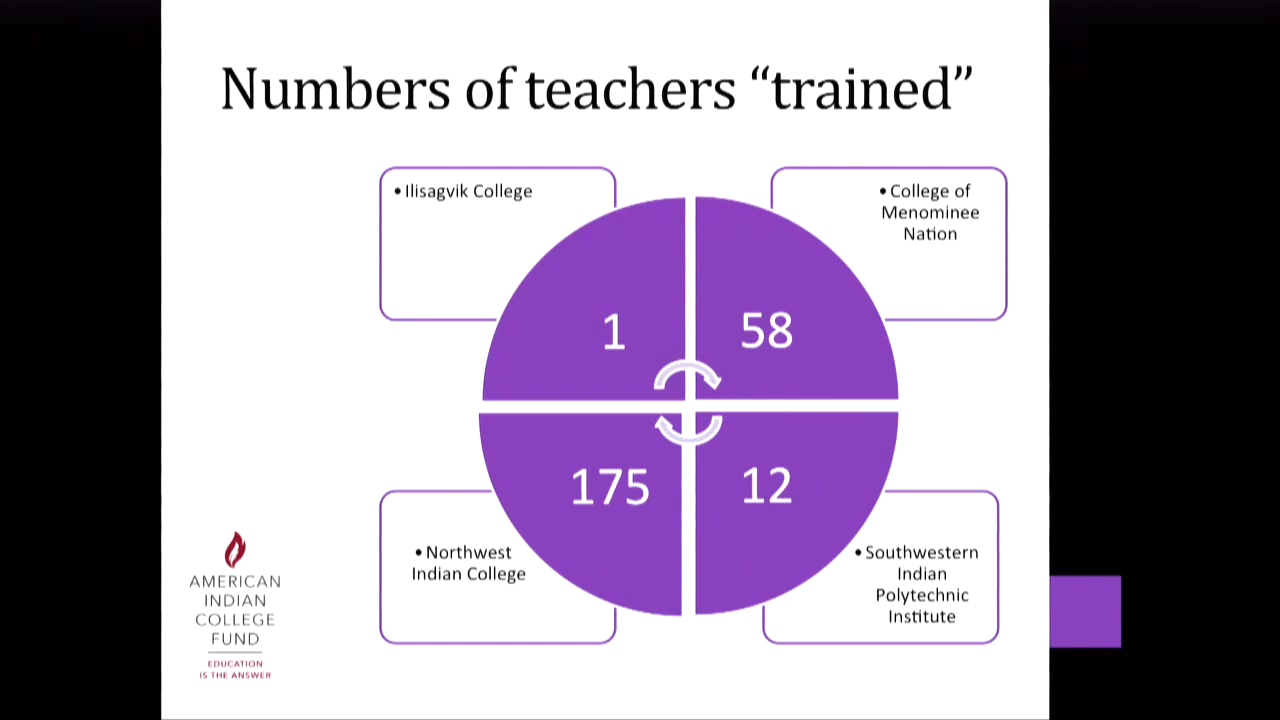 Numbers of teachers “trained”
• Ilisagvik College
• College of
Menominee
Nation
1
58
175
12
• Northwest
Indian College
• Southwestern
Indian
Polytechnic
Institute
AMERICAN
INDIAN
COLLEGE
FUND
EDUCATION
IS THE ANSWER